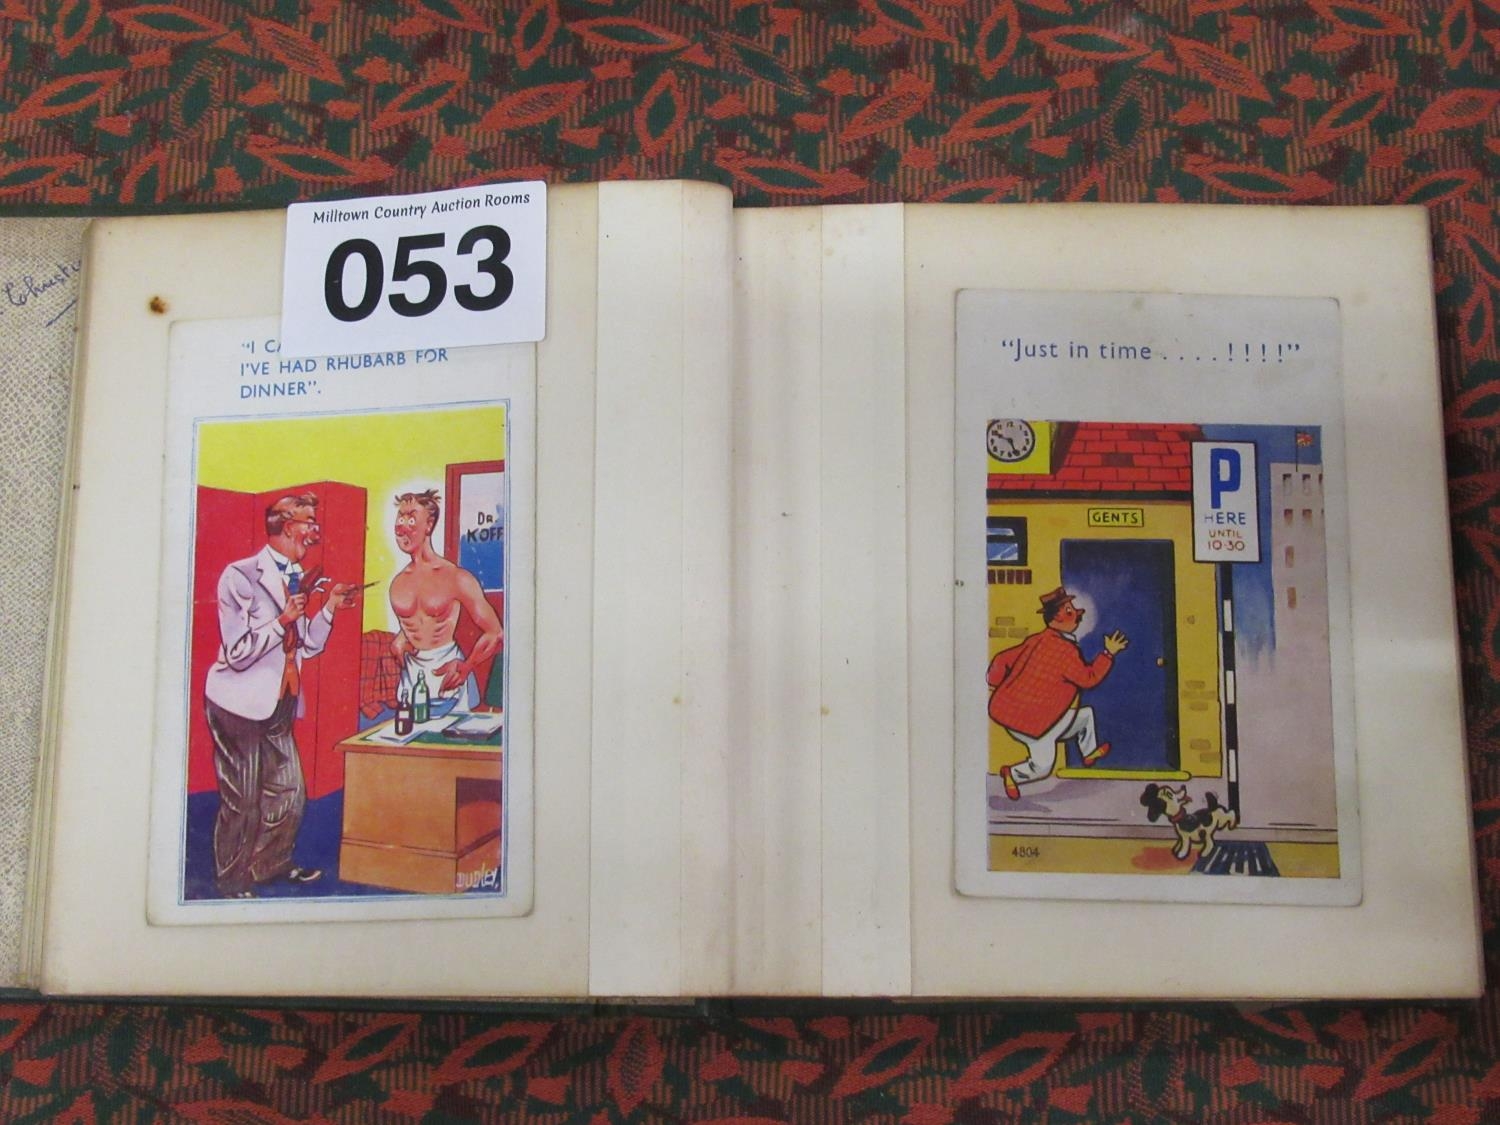 Milltown Country Auction Rooms
053
"I
I'VE HAD RHUBARB FOR
DINNER".
DR.
KOFF
DUDLEY,
"Just in time . . . . ! ! ! !"
GENTS
P
HERE
UNTIL
10-30
4804